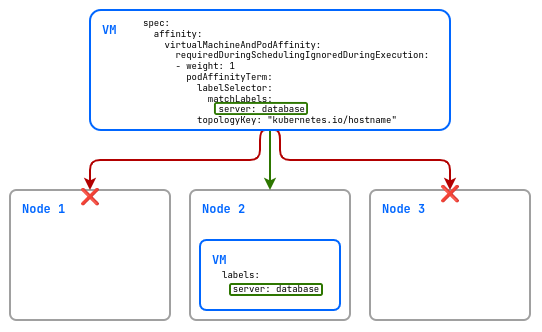 VM
spec:
affinity:
virtualMachineAndPodAffinity:
requiredDuringSchedulingIgnoredDuringExecution:
- weight: 1
podAffinityTerm:
labelSelector:
matchLabels:
server: database
topologyKey: "kubernetes.io/hostname"
Node 1
Node 2
Node 3
VM
labels:
server: database